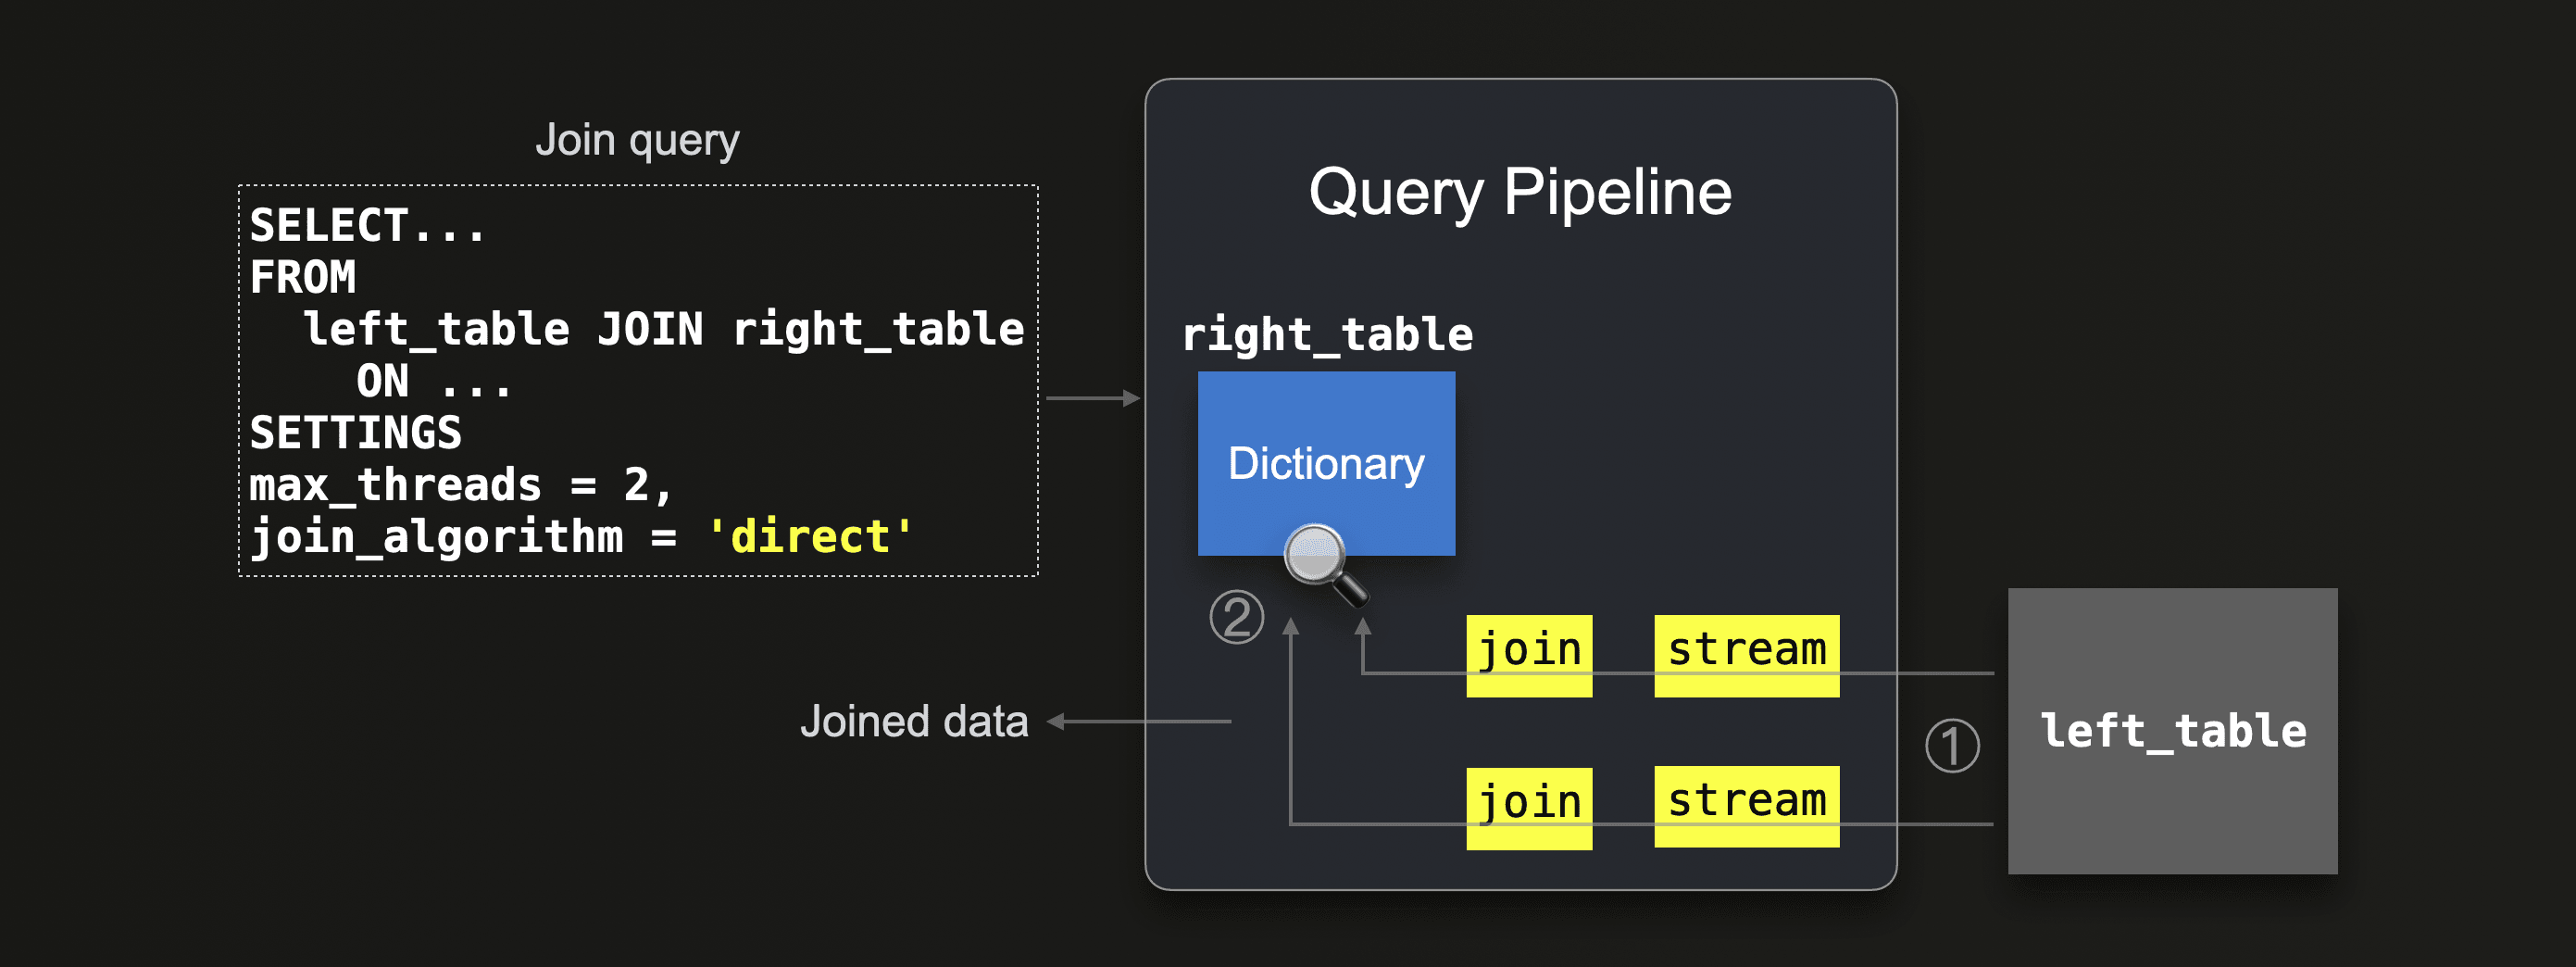 Join query
SELECT...
FROM
  left_table JOIN right_table
    ON ...
SETTINGS
max_threads = 2,
join_algorithm = 'direct'
Query Pipeline
right_table
Dictionary
②
join
stream
①
left_table
Joined data
join
stream